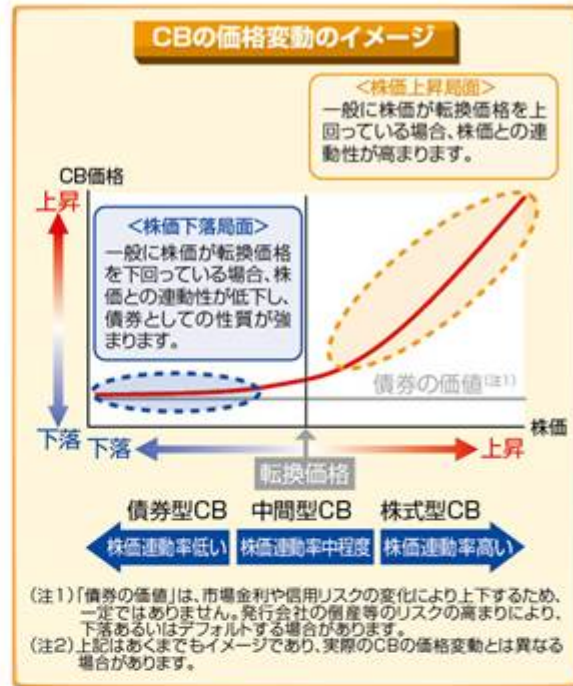 CBの価格変動のイメージ
<株価上昇局面>
一般に株価が転換価格を上
回っている場合、株価との連
動性が高まります。
CB価格
上昇
<株価下落局面>
一般に株価が転換価格
を下回っている場合、株
価との連動性が低下し、
債券としての性質が強
まります。
債券の価値(注1)
株価
下落
下落
上昇
転換価格
債券型CB 中間型CB 株式型CB
株価連動率低い 株価連動率中程度 株価連動率高い
(注1)「債券の価値」は、市場金利や信用リスクの変化により上下するため、
一定ではありません。発行会社の倒産等のリスクの高まりにより、
下落あるいはデフォルトする場合があります。
(注2)上記はあくまでもイメージであり、実際のCBの価格変動とは異なる
場合があります。